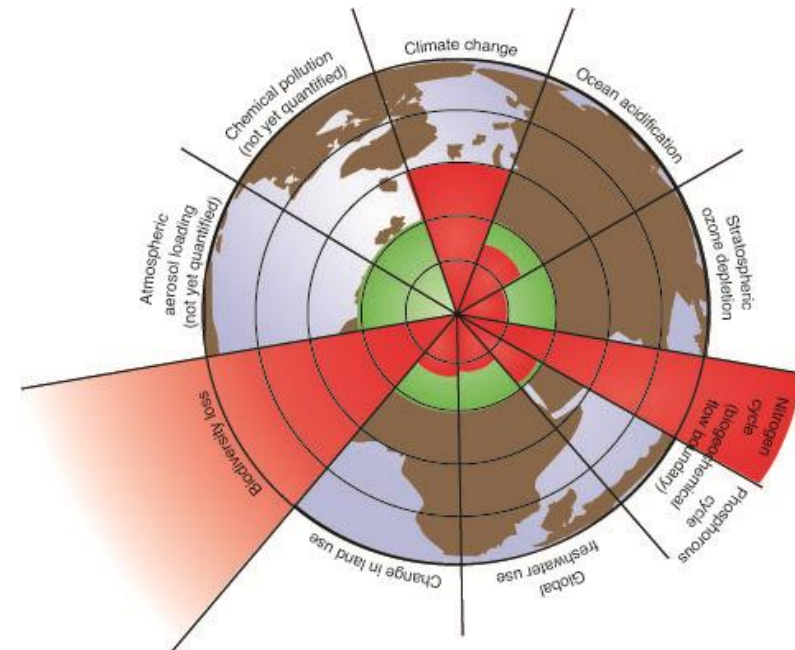 Climate change
Ocean acidification
Stratospheric
ozone depletion
Nitrogen
cycle
(biogeochemical
flow boundary)
Phosphorous
cycle
Global
freshwater use
Change in land use
Biodiversity loss
Atmospheric
aerosol loading
(not yet quantified)
Chemical pollution
(not yet quantified)